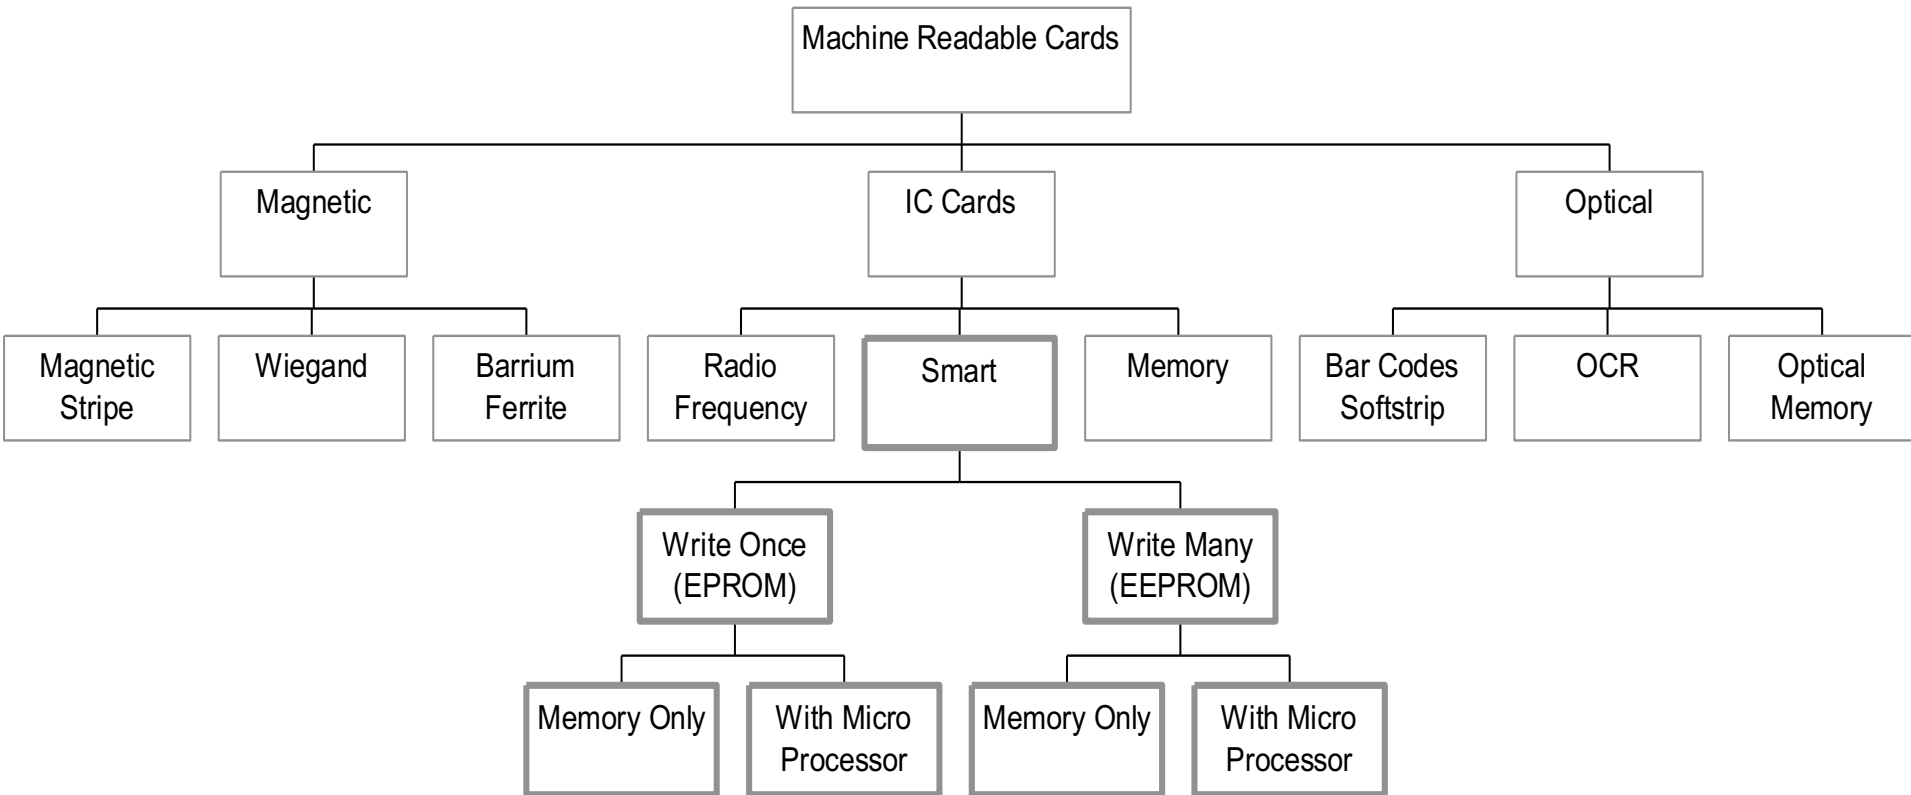 Machine Readable Cards
Magnetic
IC Cards
Optical
Magnetic
Stripe
Wiegand
Barrium
Ferrite
Radio
Frequency
Smart
Memory
Bar Codes
Softstrip
OCR
Optical
Memory
Write Once
(EPROM)
Write Many
(EEPROM)
Memory Only
With Micro
Processor
Memory Only
With Micro
Processor